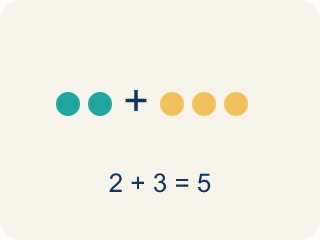 +
2 + 3 = 5